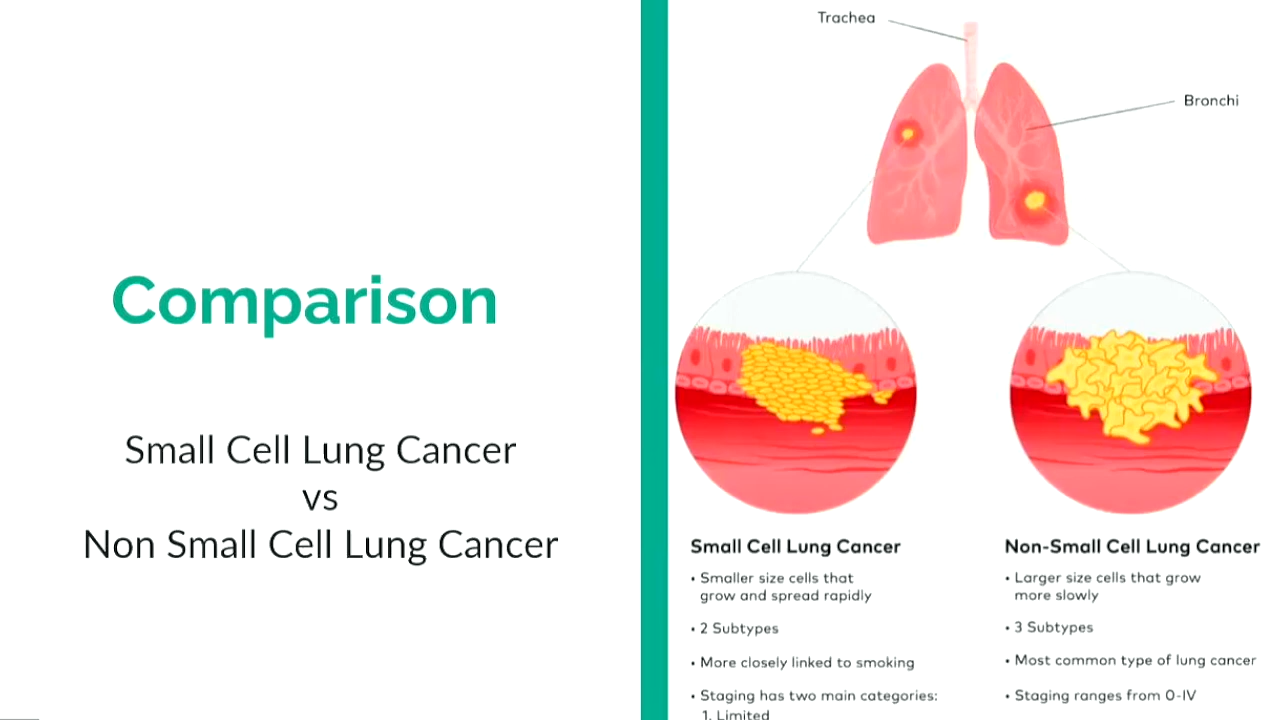 Comparison
Small Cell Lung Cancer
vs
Non Small Cell Lung Cancer
Trachea
Bronchi
Small Cell Lung Cancer
• Smaller size cells that
grow and spread rapidly
• 2 Subtypes
• More closely linked to smoking
• Staging has two main categories:
1. Limited
Non-Small Cell Lung Cancer
• Larger size cells that grow
more slowly
• 3 Subtypes
• Most common type of lung cancer
• Staging ranges from 0-IV